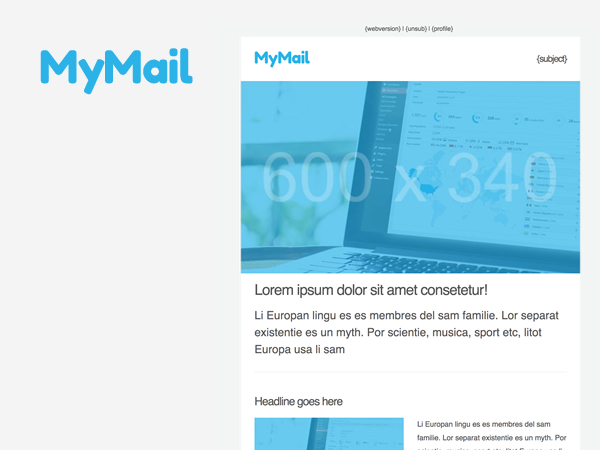 {webversion} | {unsub} | {profile}
MyMail
MyMail
{subject}
600 x 340
Lorem ipsum dolor sit amet consetetur!
Li Europan lingu es es membres del sam familie. Lor separat
existentie es un myth. Por scientie, musica, sport etc, litot
Europa usa li sam
Headline goes here
Li Europan lingu es es membres del sam
familie. Lor separat existentie es un myth. Por